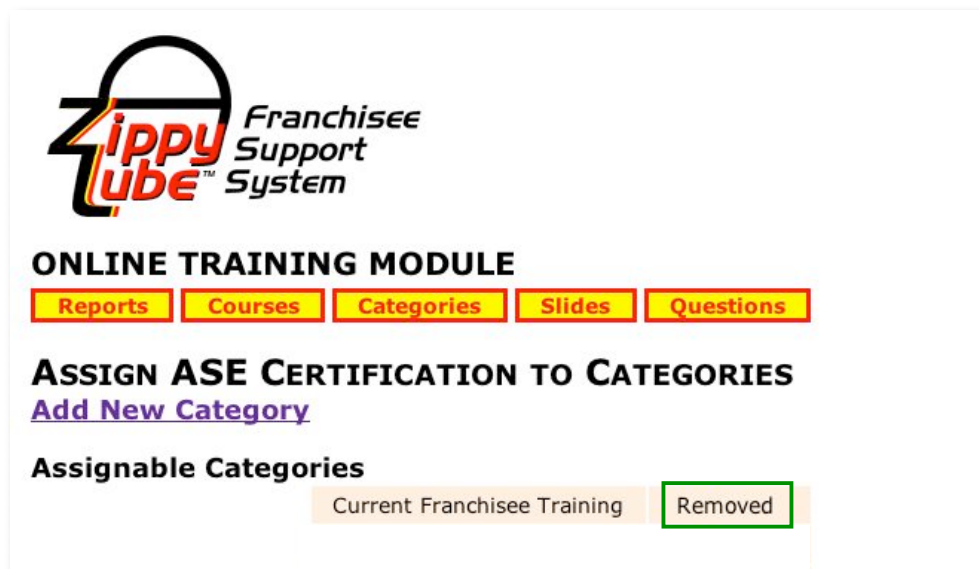 Zippy Lube™ Franchisee Support System
ONLINE TRAINING MODULE
Reports Courses Categories Slides Questions
ASSIGN ASE CERTIFICATION TO CATEGORIES
Add New Category
Assignable Categories
Current Franchisee Training Removed